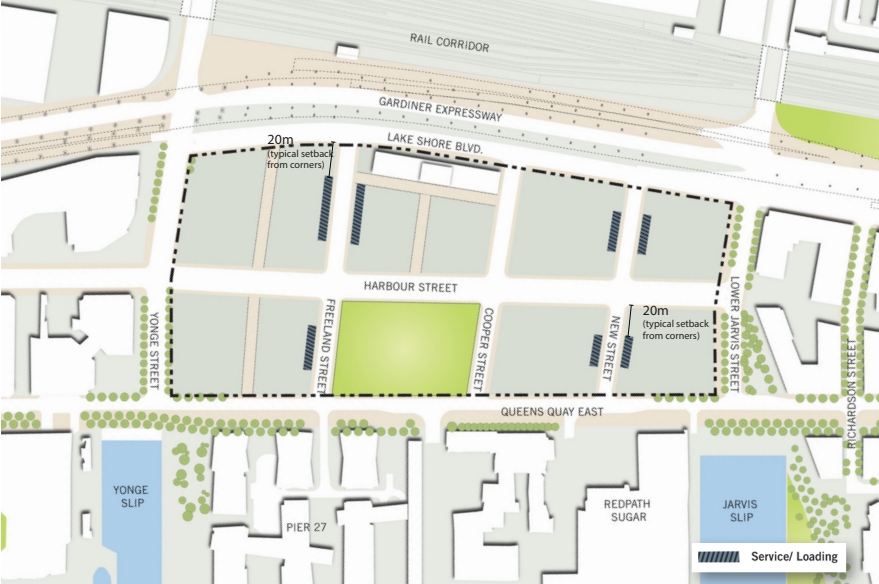 RAIL CORRIDOR
GARDINER EXPRESSWAY
LAKE SHORE BLVD.
20m
(typical setback
from corners)
HARBOUR STREET
20m
(typical setback
from corners)
YONGE STREET
FREELAND STREET
COOPER STREET
NEW STREET
LOWER JARVIS STREET
RICHARDSON STREET
QUEENS QUAY EAST
YONGE
SLIP
PIER 27
REDPATH
SUGAR
JARVIS
SLIP
Service/ Loading